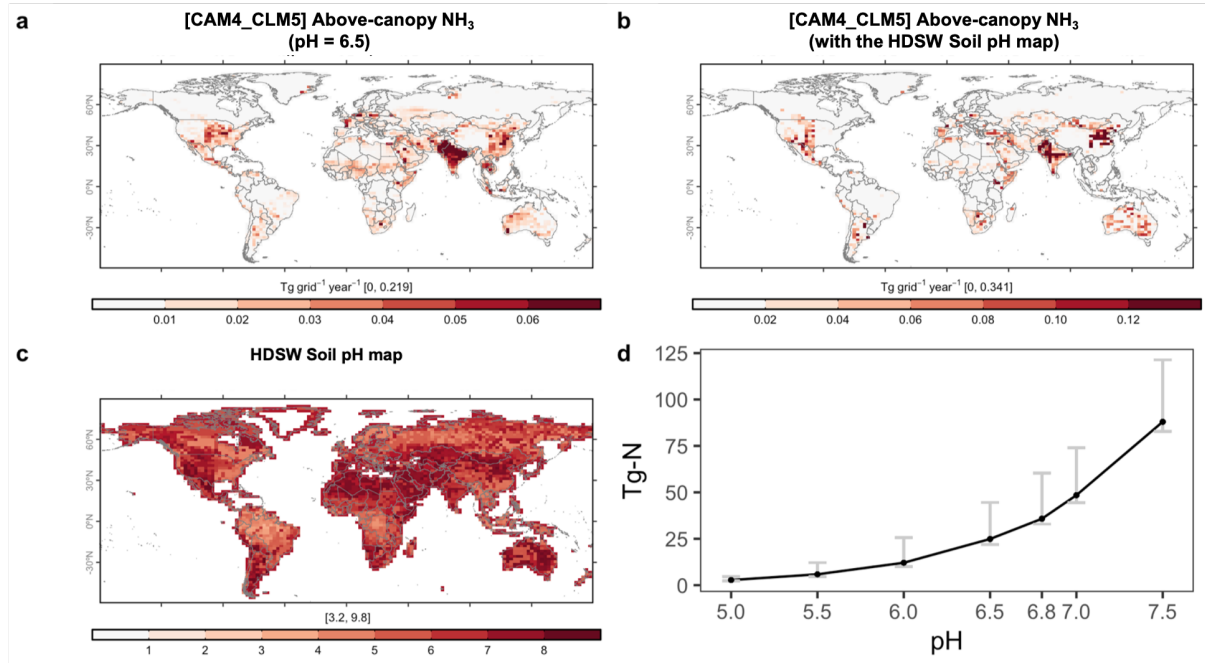 a
[CAM4_CLM5] Above-canopy NH₃
(pH = 6.5)
60°N
30°N
0°N
-30°N
Tg grid⁻¹ year⁻¹ [0, 0.219]
0.01 0.02 0.03 0.04 0.05 0.06
b
[CAM4_CLM5] Above-canopy NH₃
(with the HDSW Soil pH map)
60°N
30°N
0°N
-30°N
Tg grid⁻¹ year⁻¹ [0, 0.341]
0.02 0.04 0.06 0.08 0.10 0.12
c
HDSW Soil pH map
60°N
30°N
0°N
-30°N
[3.2, 9.8]
1 2 3 4 5 6 7 8
d
Tg-N
125
100
75
50
25
0
5.0 5.5 6.0 6.5 6.8 7.0 7.5
pH